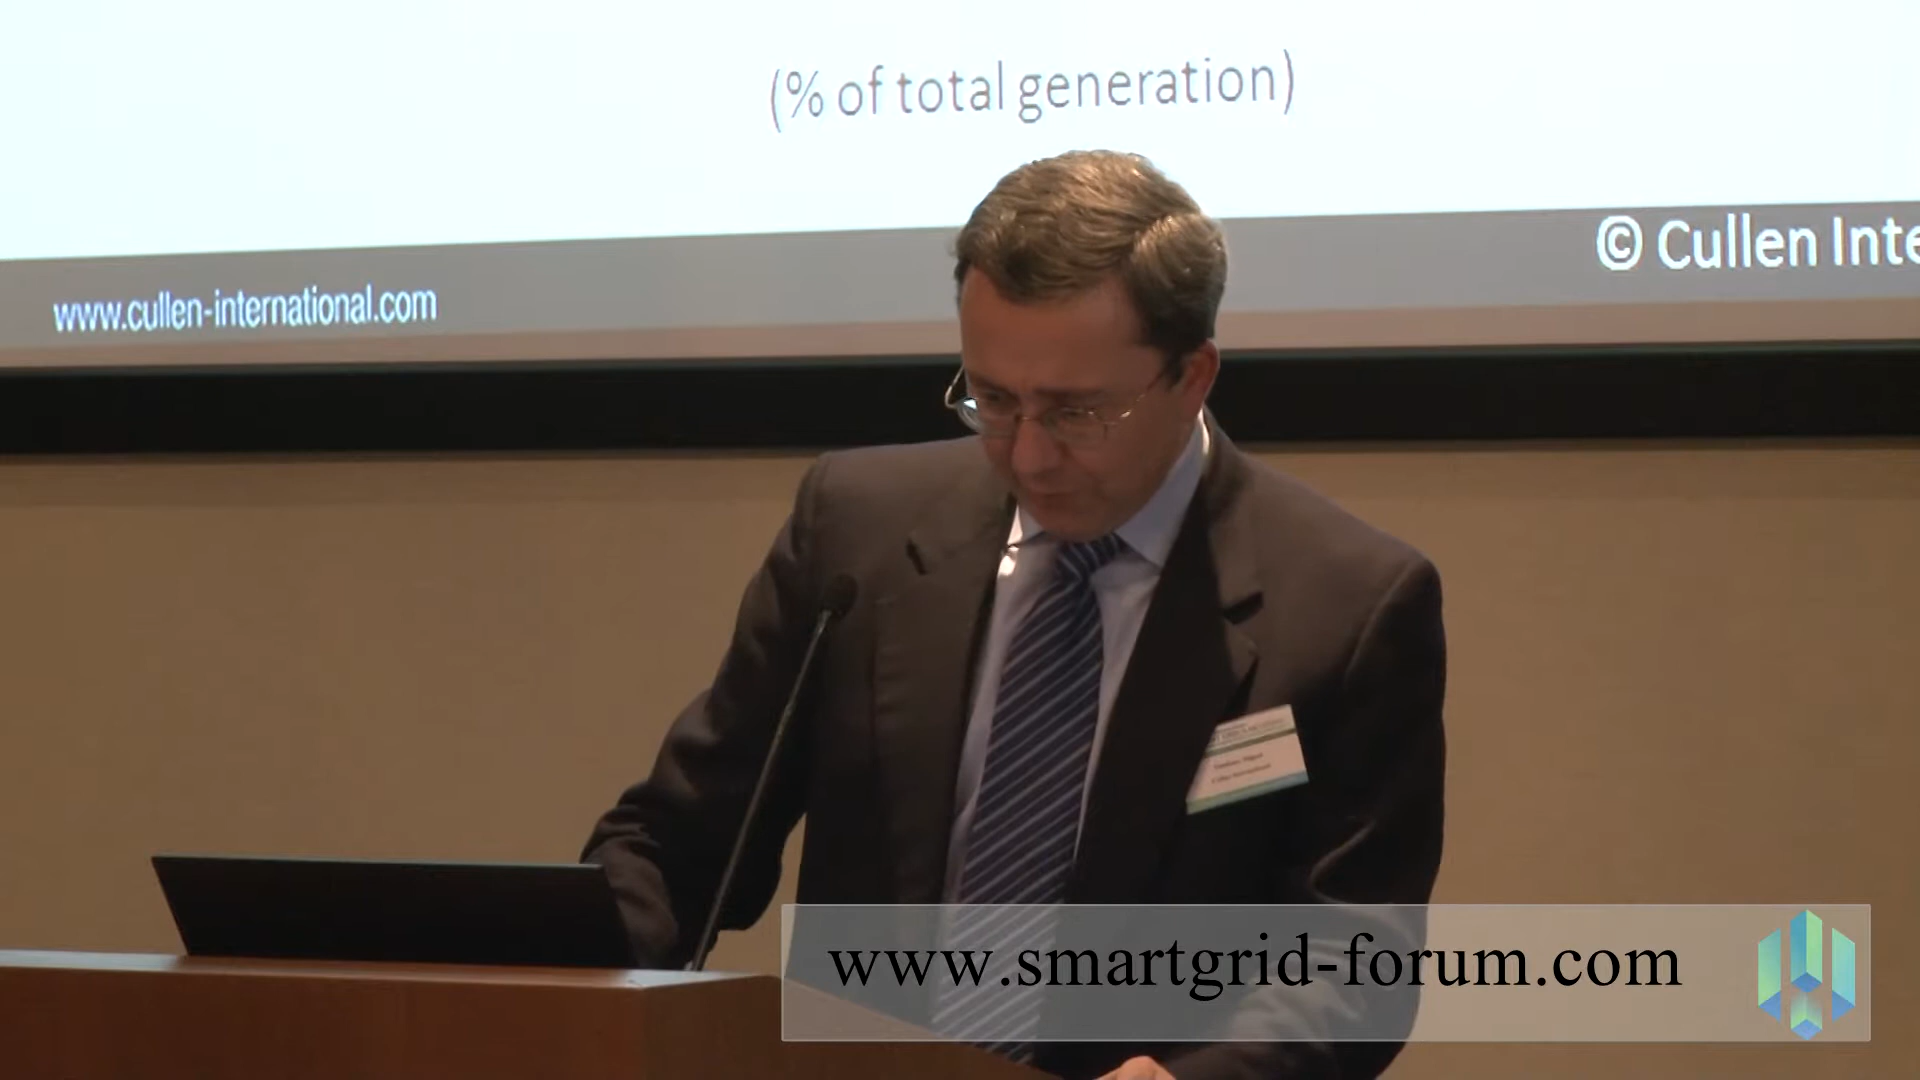 (% of total generation)
© Cullen Inte
www.cullen-international.com
www.smartgrid-forum.com